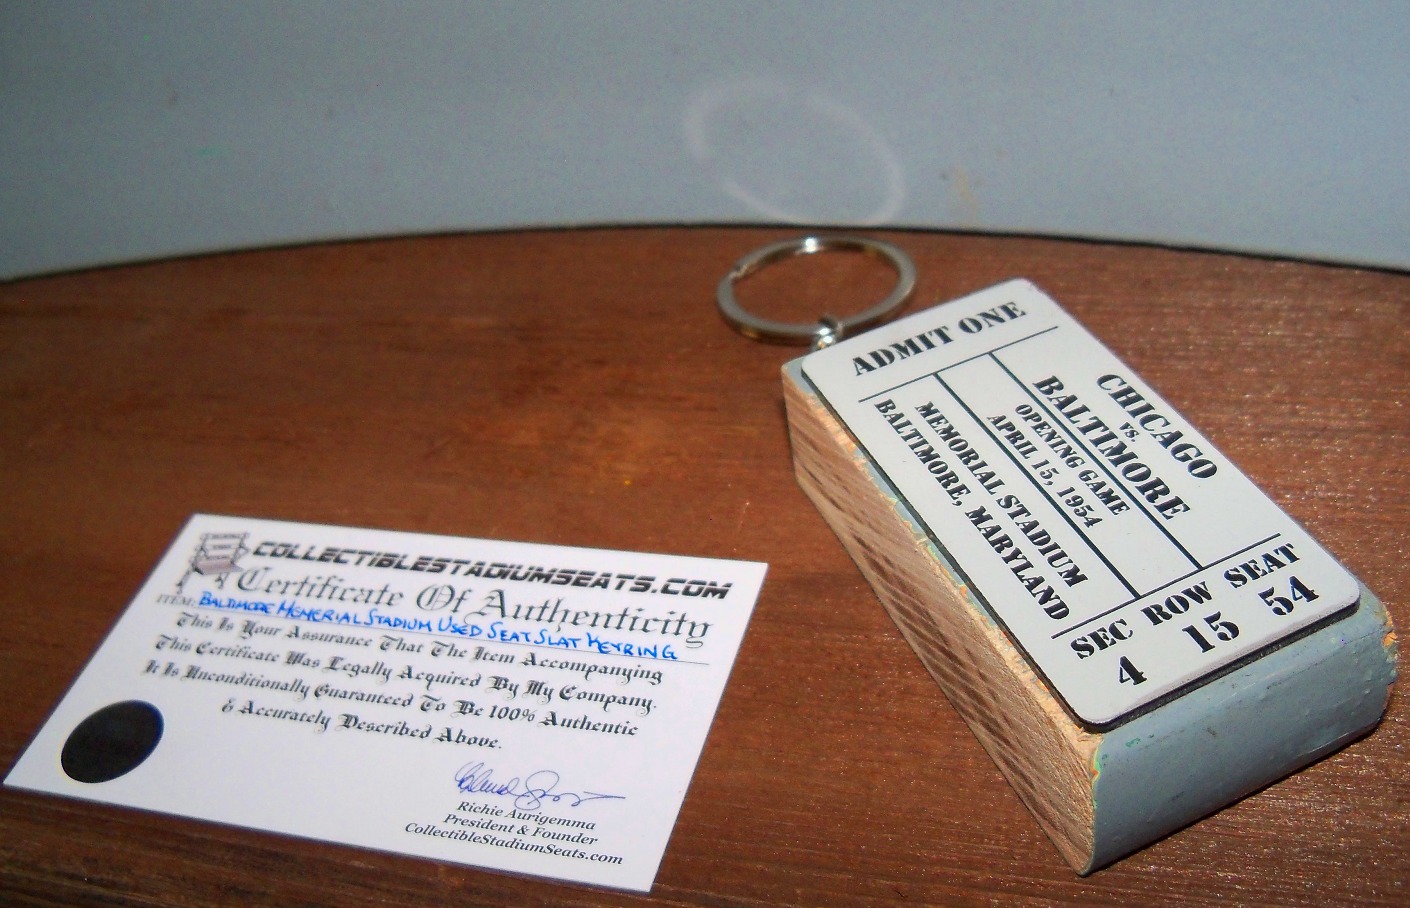 COLLECTIBLESTADIUMSEATS.COM
Certificate Of Authenticity
ITEM: BALTIMORE MEMERIAL STADIUM USED SEAT SLAT KEYRING
This Is Your Assurance That The Item Accompanying
This Certificate Was Legally Acquired By My Company.
It Is Unconditionally Guaranteed To Be 100% Authentic
& Accurately Described Above.
Richie Aurigemma
President & Founder
CollectibleStadiumSeats.com
ADMIT ONE
CHICAGO
VS.
BALTIMORE
OPENING GAME
APRIL 15, 1954
MEMORIAL STADIUM
BALTIMORE, MARYLAND
SEC ROW SEAT
4 15 54